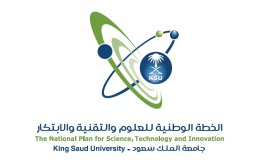 KSU
الخطة الوطنية للعلوم والتقنية والابتكار
The National Plan for Science, Technology and Innovation
King Saud University - جامعة الملك سعود